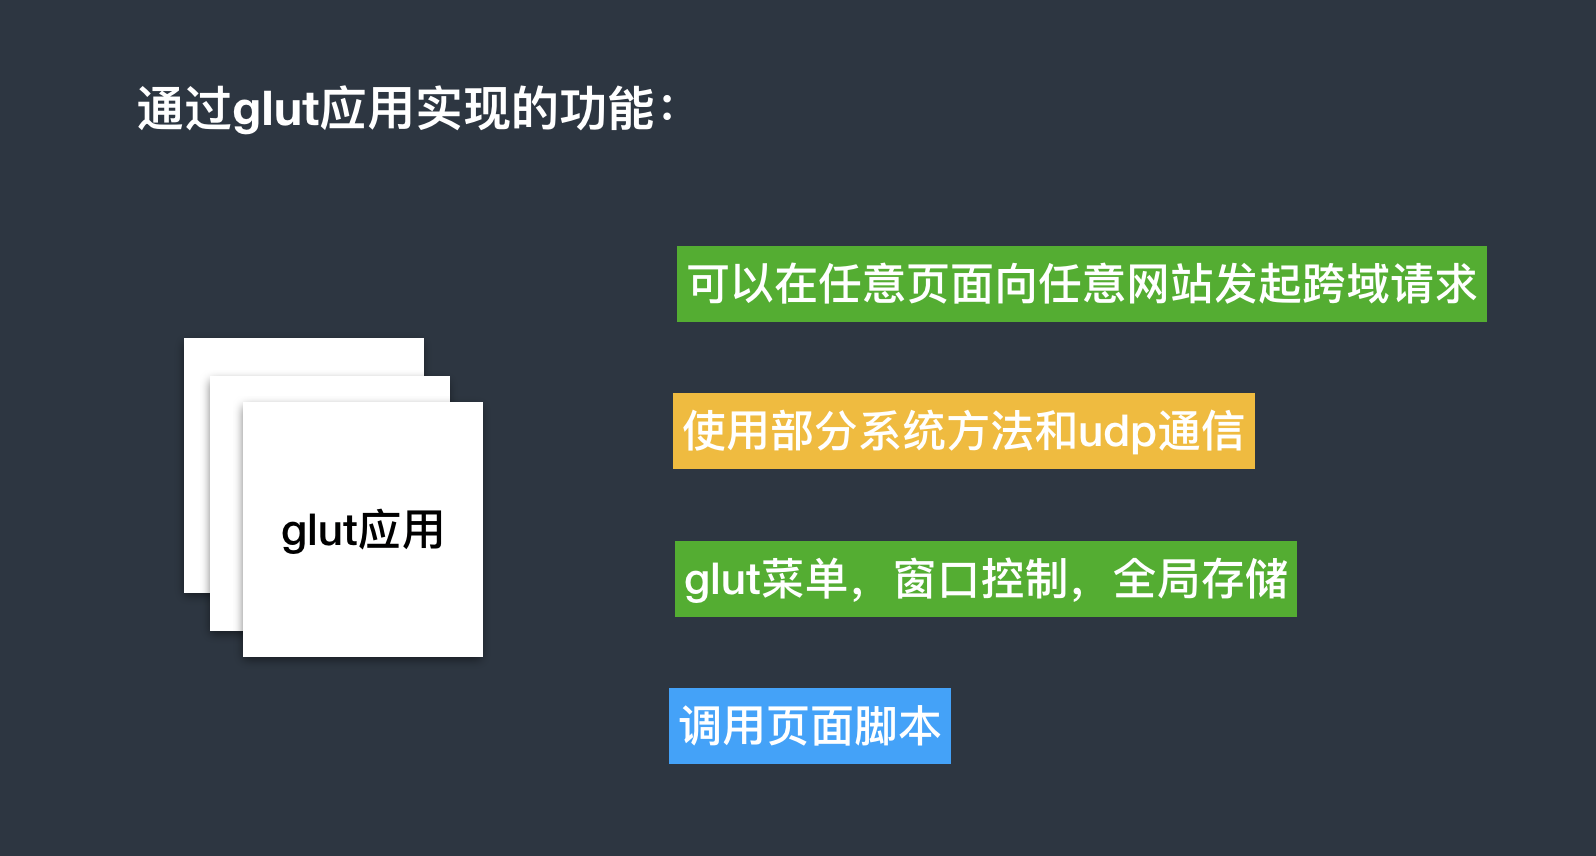 通过glut应用实现的功能：
可以在任意页面向任意网站发起跨域请求
使用部分系统方法和udp通信
glut应用
glut菜单，窗口控制，全局存储
调用页面脚本